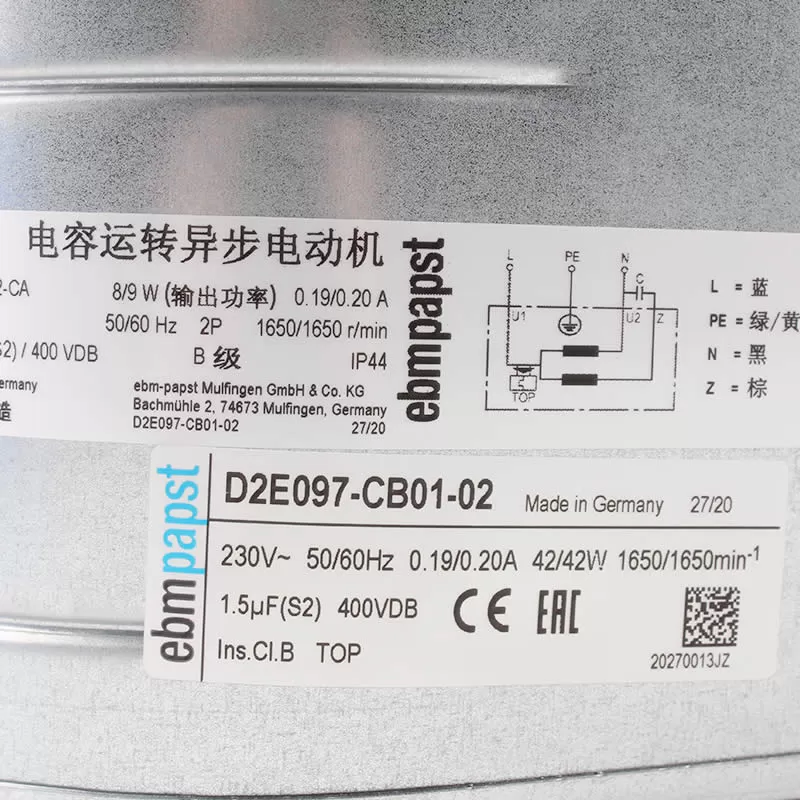 电容运转异步电动机
2-CA 8/9 W (输出功率) 0.19/0.20 A
50/60 Hz 2P 1650/1650 r/min
S2) / 400 VDB B 级 IP44
ermany ebm-papst Mulfingen GmbH & Co. KG
造 Bachmühle 2, 74673 Mulfingen, Germany
D2E097-CB01-02 27/20
ebmpapst
L PE N
C
U1 U2 Z
TOP
L = 蓝
PE = 绿/黄
N = 黑
Z = 棕
ebmpapst
D2E097-CB01-02 Made in Germany 27/20
230V~ 50/60Hz 0.19/0.20A 42/42W 1650/1650min-1
1.5µF(S2) 400VDB CE EAC
Ins.Cl.B TOP
20270013JZ